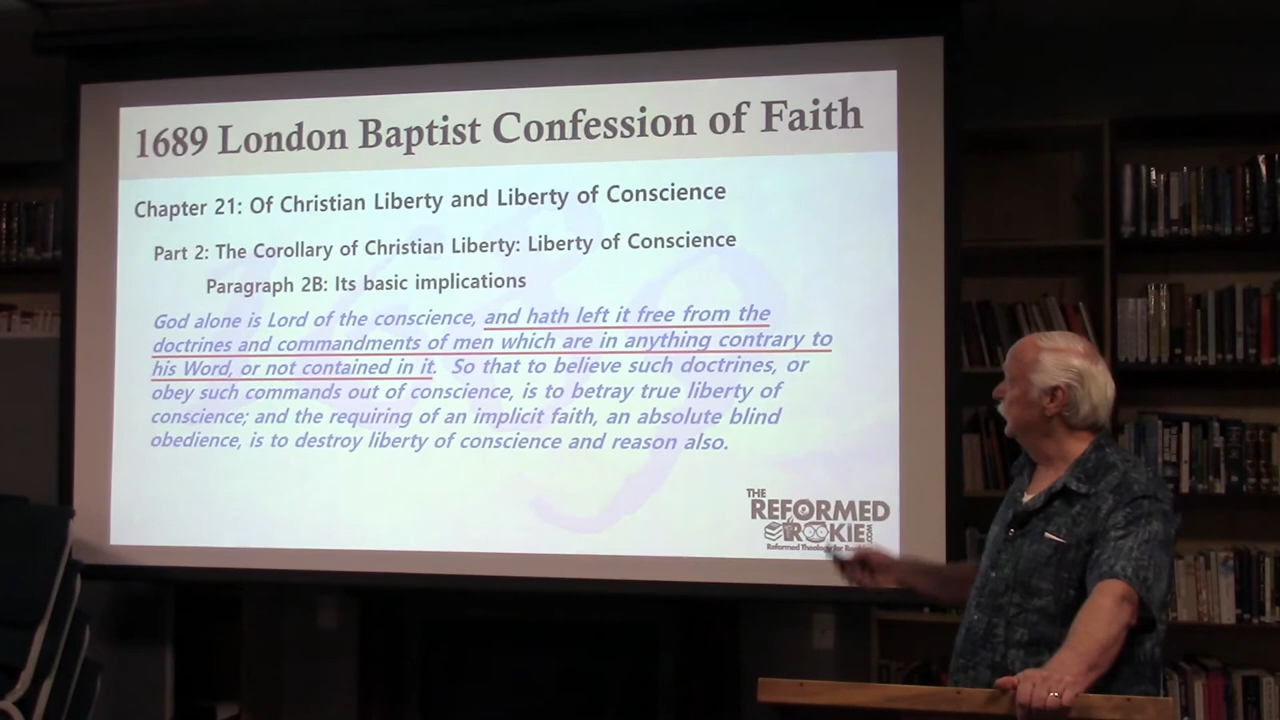 1689 London Baptist Confession of Faith
Chapter 21: Of Christian Liberty and Liberty of Conscience
Part 2: The Corollary of Christian Liberty: Liberty of Conscience
Paragraph 2B: Its basic implications
God alone is Lord of the conscience, and hath left it free from the
doctrines and commandments of men which are in anything contrary to
his Word, or not contained in it. So that to believe such doctrines, or
obey such commands out of conscience, is to betray true liberty of
conscience; and the requiring of an implicit faith, an absolute blind
obedience, is to destroy liberty of conscience and reason also.
THE
REFORMED
ROOKIE.COM
Reformed Theology for